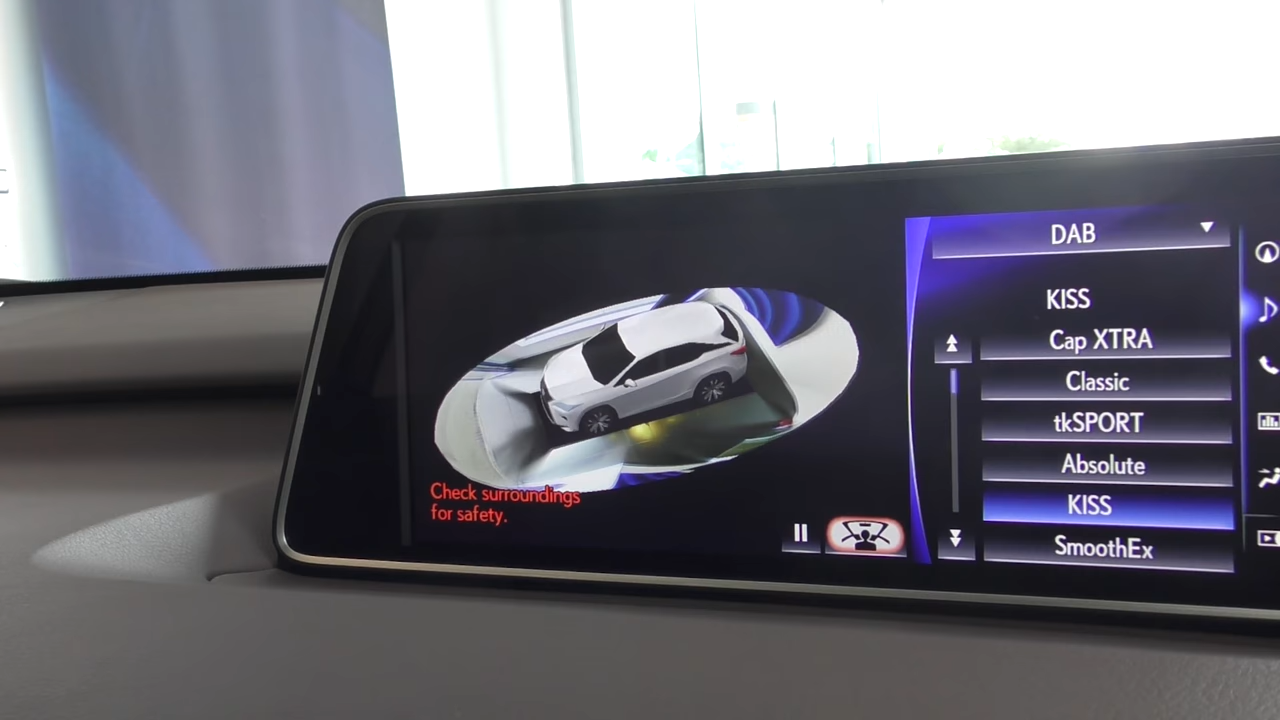 Check surroundings
for safety.
DAB
KISS
Cap XTRA
Classic
tkSPORT
Absolute
KISS
SmoothEx